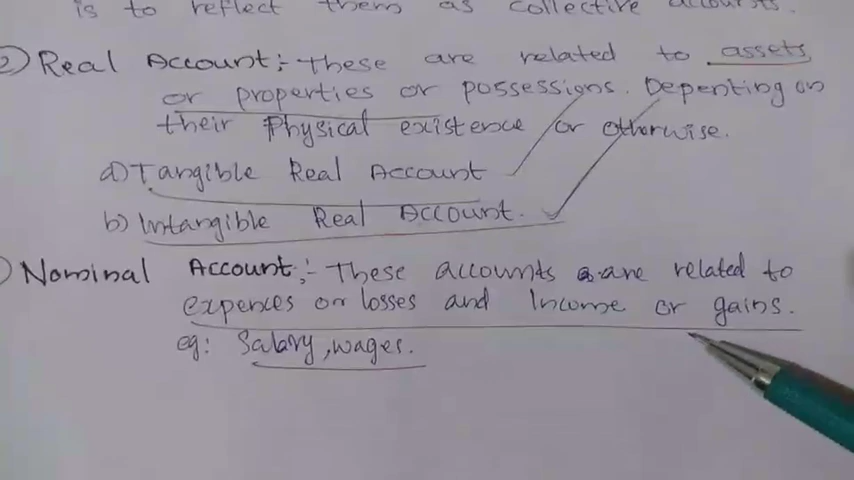 is to reflect them as collective accounts.
2) Real Account:- These are related to assets
or properties or possessions. Depenting on
their Physical existence or otherwise.
a) Tangible Real Account
b) Intangible Real Account.
) Nominal Account:- These accounts are related to
expences or losses and Income or gains.
eg: Salary, wages.